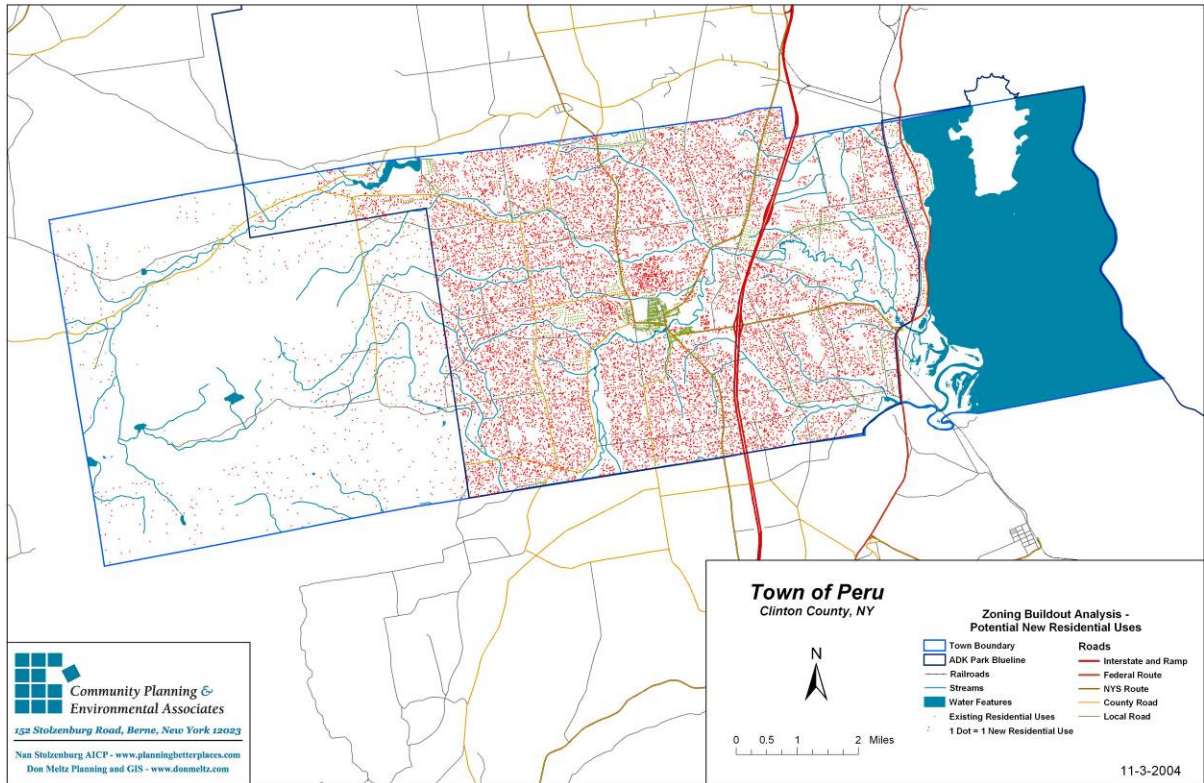 Town of Peru
Clinton County, NY
N
0 0.5 1 2 Miles
Zoning Buildout Analysis -
Potential New Residential Uses
Town Boundary
ADK Park Blueline
Railroads
Streams
Water Features
Existing Residential Uses
1 Dot = 1 New Residential Use
Roads
Interstate and Ramp
Federal Route
NYS Route
County Road
Local Road
11-3-2004
Community Planning &
Environmental Associates
152 Stolzenburg Road, Berne, New York 12023
Nan Stolzenburg AICP - www.planningbetterplaces.com
Don Meltz Planning and GIS - www.donmeltz.com